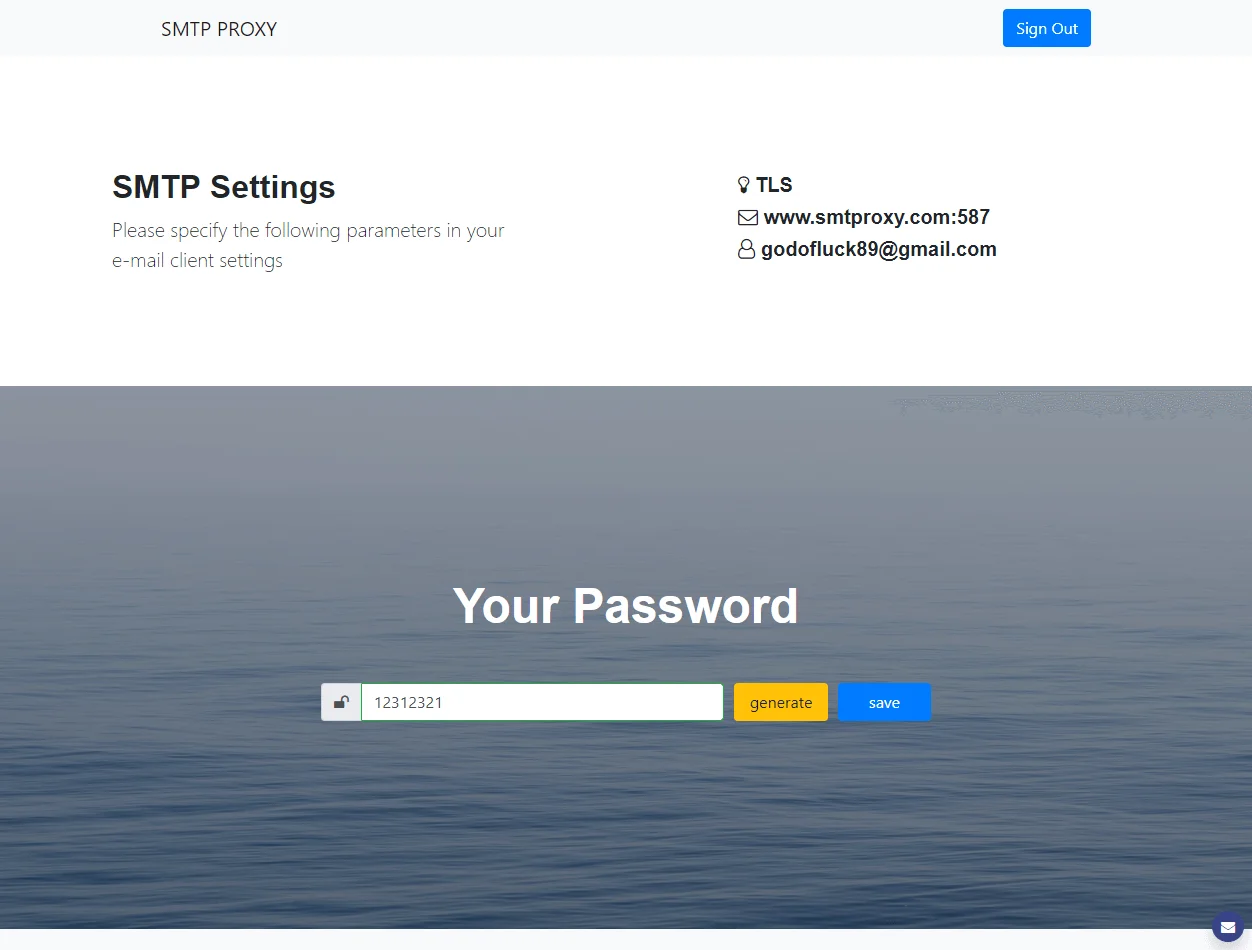 SMTP PROXY
Sign Out
SMTP Settings
Please specify the following parameters in your
e-mail client settings
TLS
www.smtproxy.com:587
godofluck89@gmail.com
Your Password
12312321
generate
save